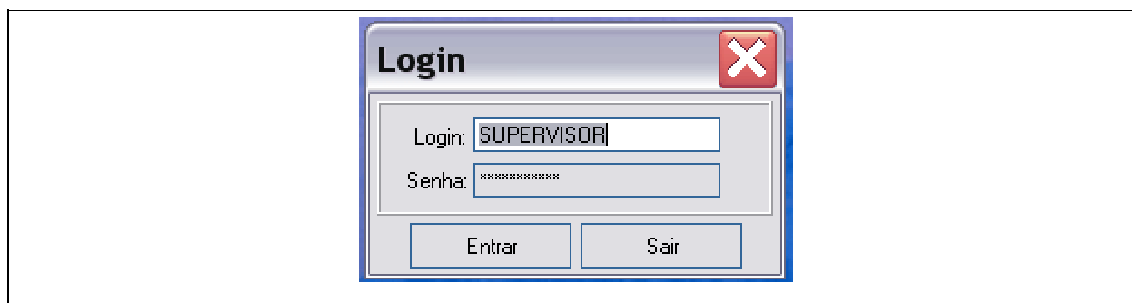 Login
Login: SUPERVISOR
Senha: ***********
Entrar Sair